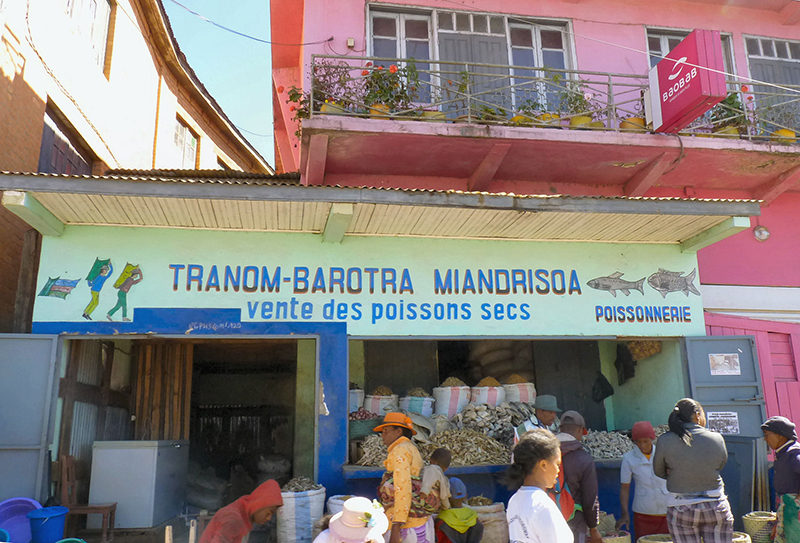 BAOBAB
TRANOM-BAROTRA MIANDRISOA
vente des poissons secs
POISSONNERIE